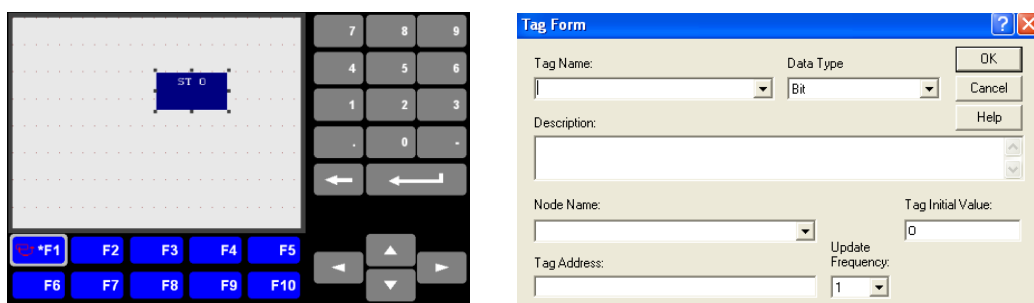 ST 0
7 8 9
4 5 6
1 2 3
. 0 -
*F1 F2 F3 F4 F5
F6 F7 F8 F9 F10
Tag Form
Tag Name:
Data Type
OK
Bit
Cancel
Description:
Help
Node Name:
Tag Initial Value:
0
Update
Frequency:
Tag Address:
1